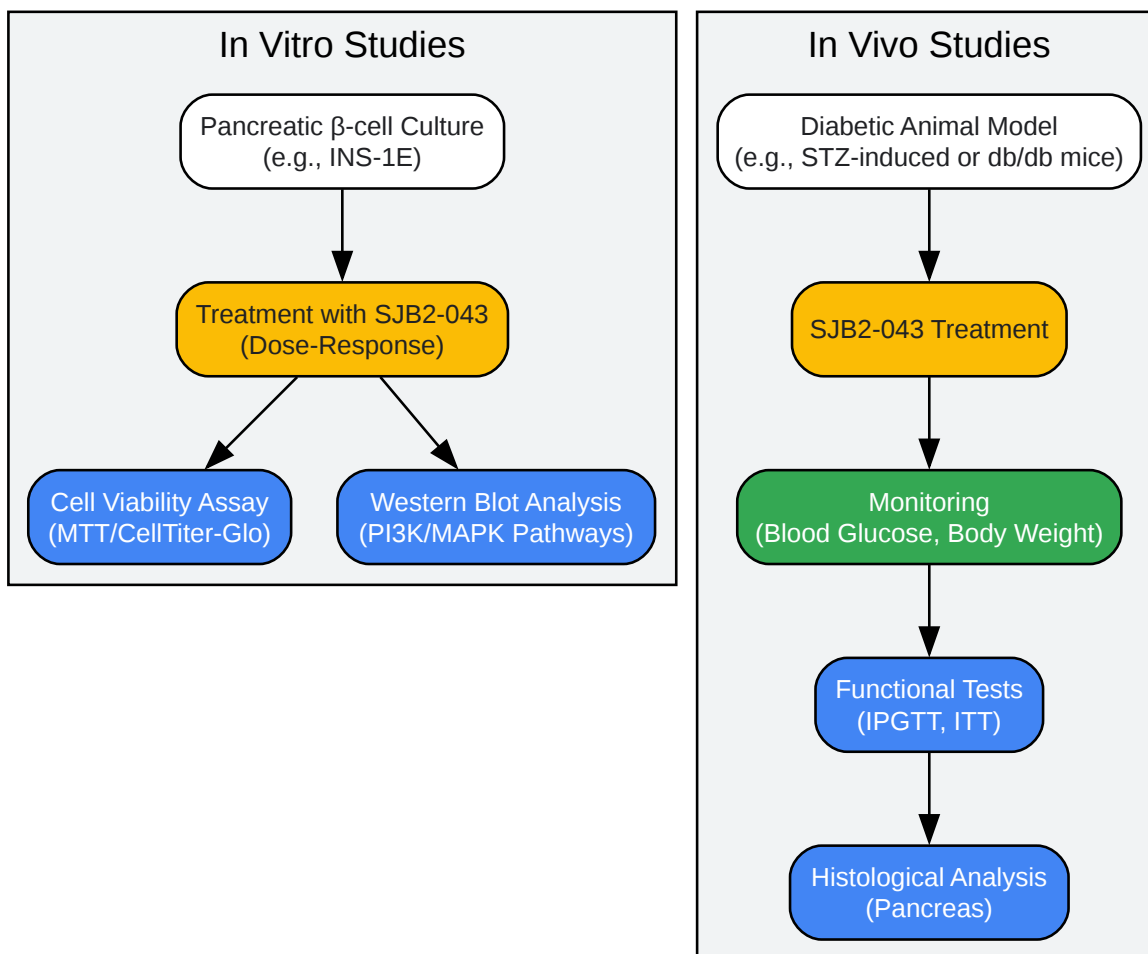 In Vitro Studies
Pancreatic β-cell Culture
(e.g., INS-1E)
Treatment with SJB2-043
(Dose-Response)
Cell Viability Assay
(MTT/CellTiter-Glo)
Western Blot Analysis
(PI3K/MAPK Pathways)
In Vivo Studies
Diabetic Animal Model
(e.g., STZ-induced or db/db mice)
SJB2-043 Treatment
Monitoring
(Blood Glucose, Body Weight)
Functional Tests
(IPGTT, ITT)
Histological Analysis
(Pancreas)